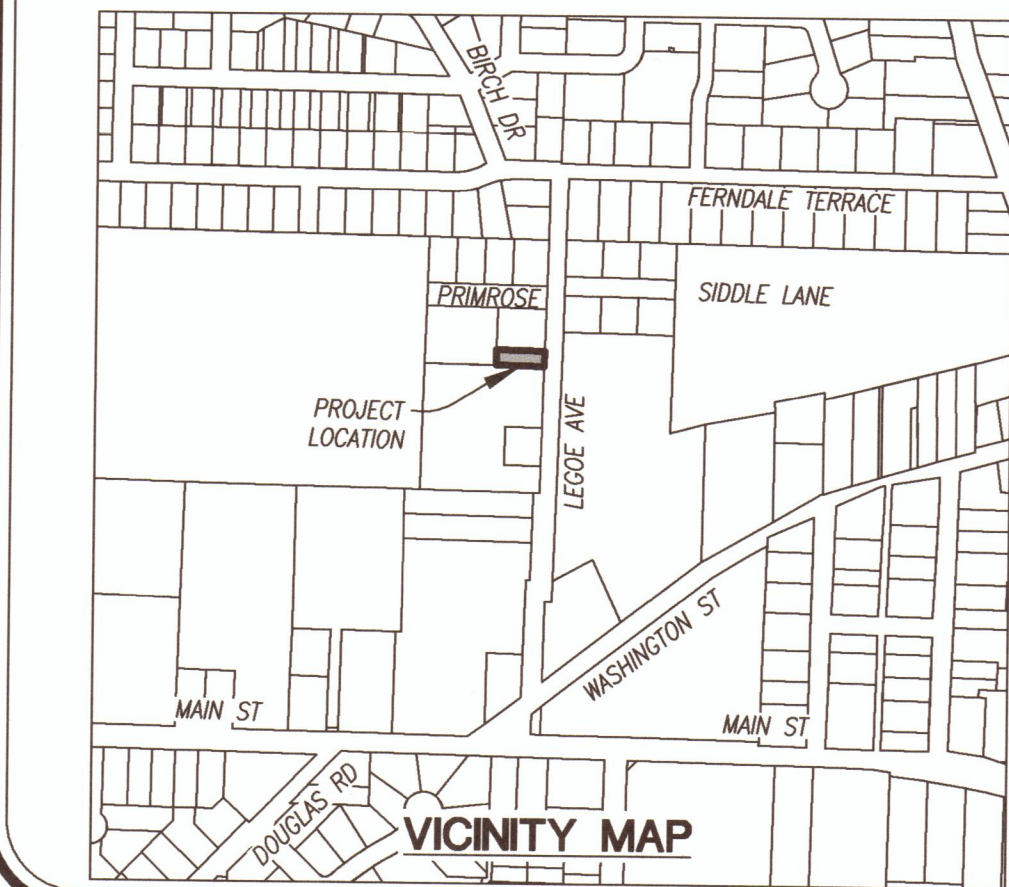 BIRCH DR
FERNDALE TERRACE
PRIMROSE
SIDDLE LANE
PROJECT
LOCATION
LEGOE AVE
WASHINGTON ST
MAIN ST
MAIN ST
DOUGLAS RD
VICINITY MAP